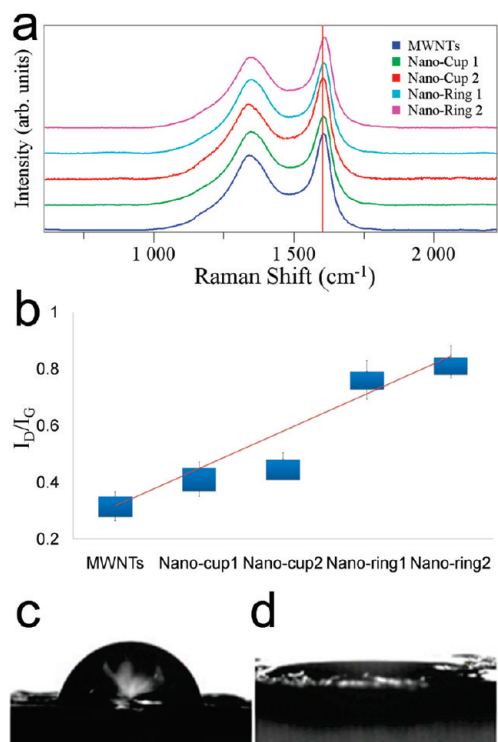 a
Intensity (arb. units)
MWNTs
Nano-Cup 1
Nano-Cup 2
Nano-Ring 1
Nano-Ring 2
1 000
1 500
2 000
Raman Shift (cm-1)
b
I_D/I_G
1
0.8
0.6
0.4
0.2
MWNTs Nano-cup1 Nano-cup2 Nano-ring1 Nano-ring2
c
d